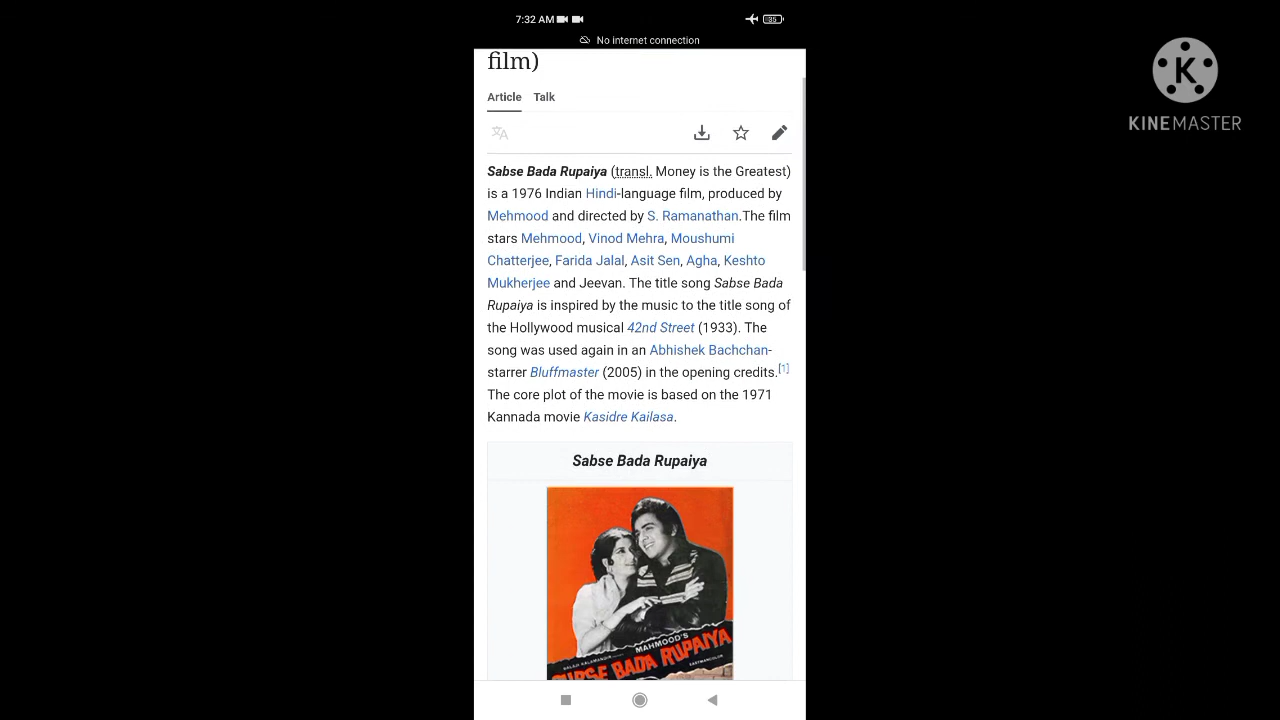 7:32 AM
35
No internet connection
film)
Article Talk
Sabse Bada Rupaiya (transl. Money is the Greatest)
is a 1976 Indian Hindi-language film, produced by
Mehmood and directed by S. Ramanathan.The film
stars Mehmood, Vinod Mehra, Moushumi
Chatterjee, Farida Jalal, Asit Sen, Agha, Keshto
Mukherjee and Jeevan. The title song Sabse Bada
Rupaiya is inspired by the music to the title song of
the Hollywood musical 42nd Street (1933). The
song was used again in an Abhishek Bachchan-
starrer Bluffmaster (2005) in the opening credits.[1]
The core plot of the movie is based on the 1971
Kannada movie Kasidre Kailasa.
Sabse Bada Rupaiya
MAHMOOD'S
BADA RUPAIYA
EASTMANCOLOR
K
KINEMASTER